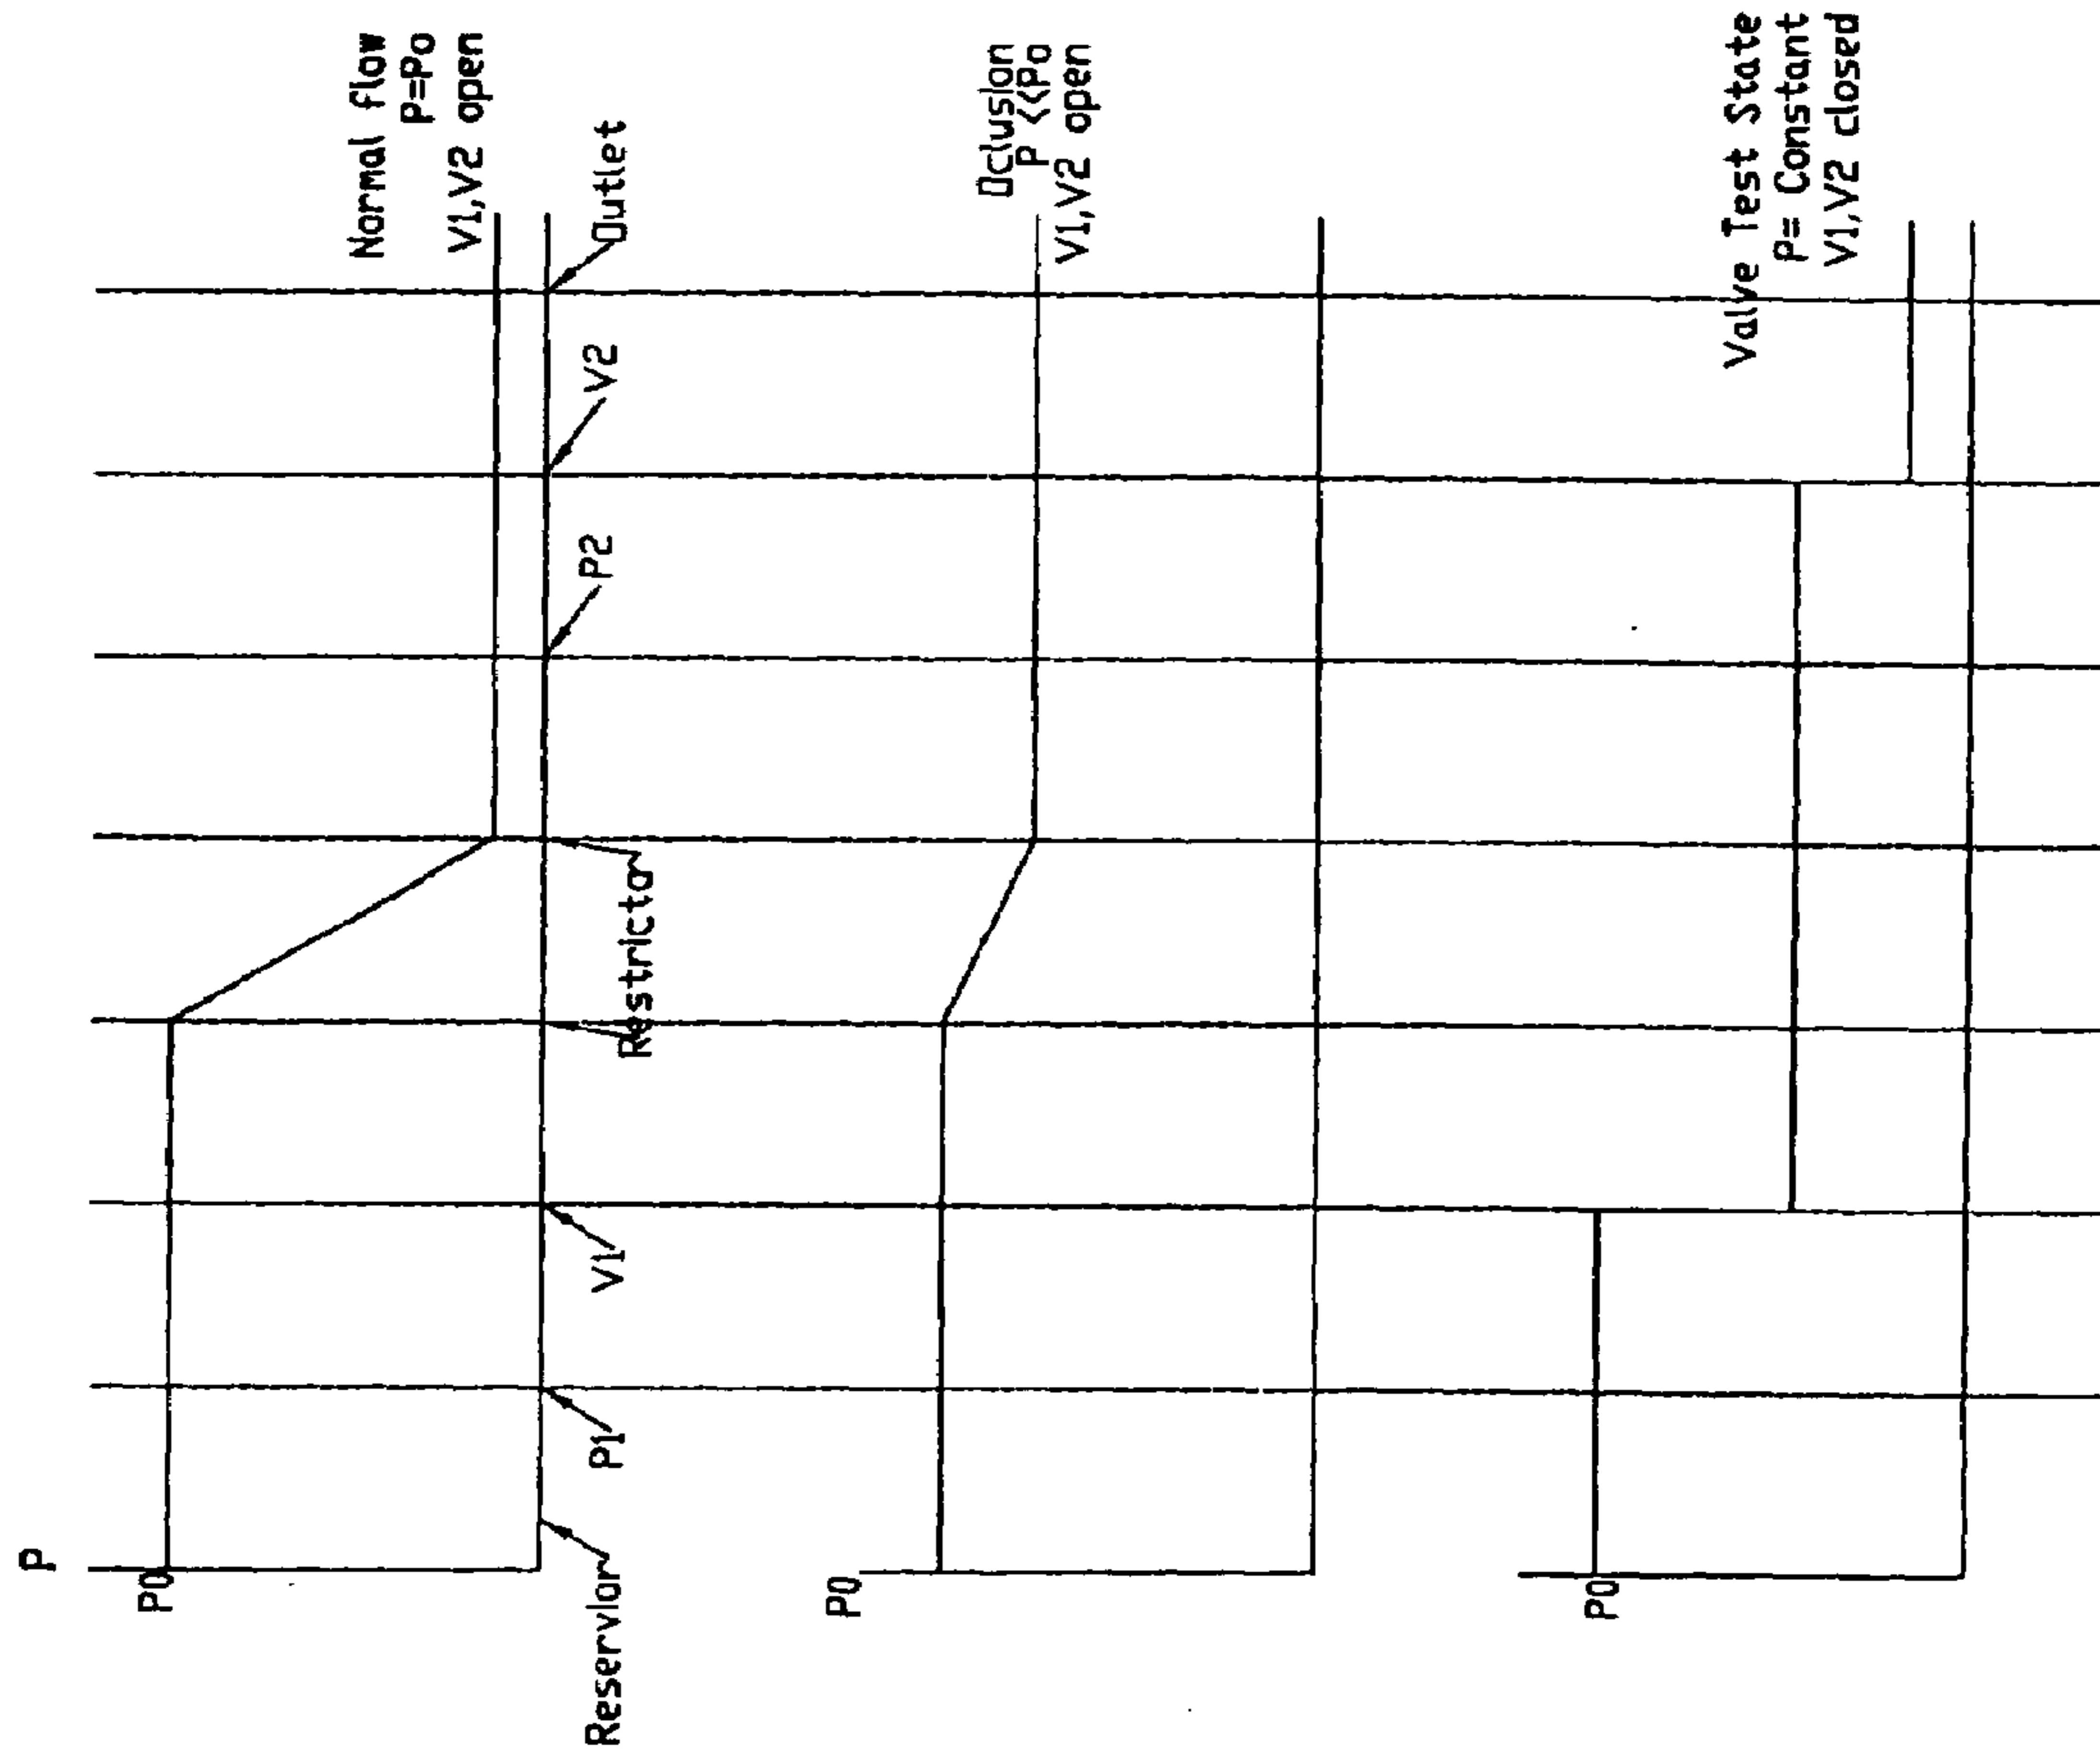 P
P0
Normal flow
P=Po
V1,V2 open
Reservior
P1
V1
Restrictor
P2
V2
Outlet
P0
Oclusion
P <<Po
V1,V2 open
P0
Valve Test State
P= Constant
V1,V2 closed